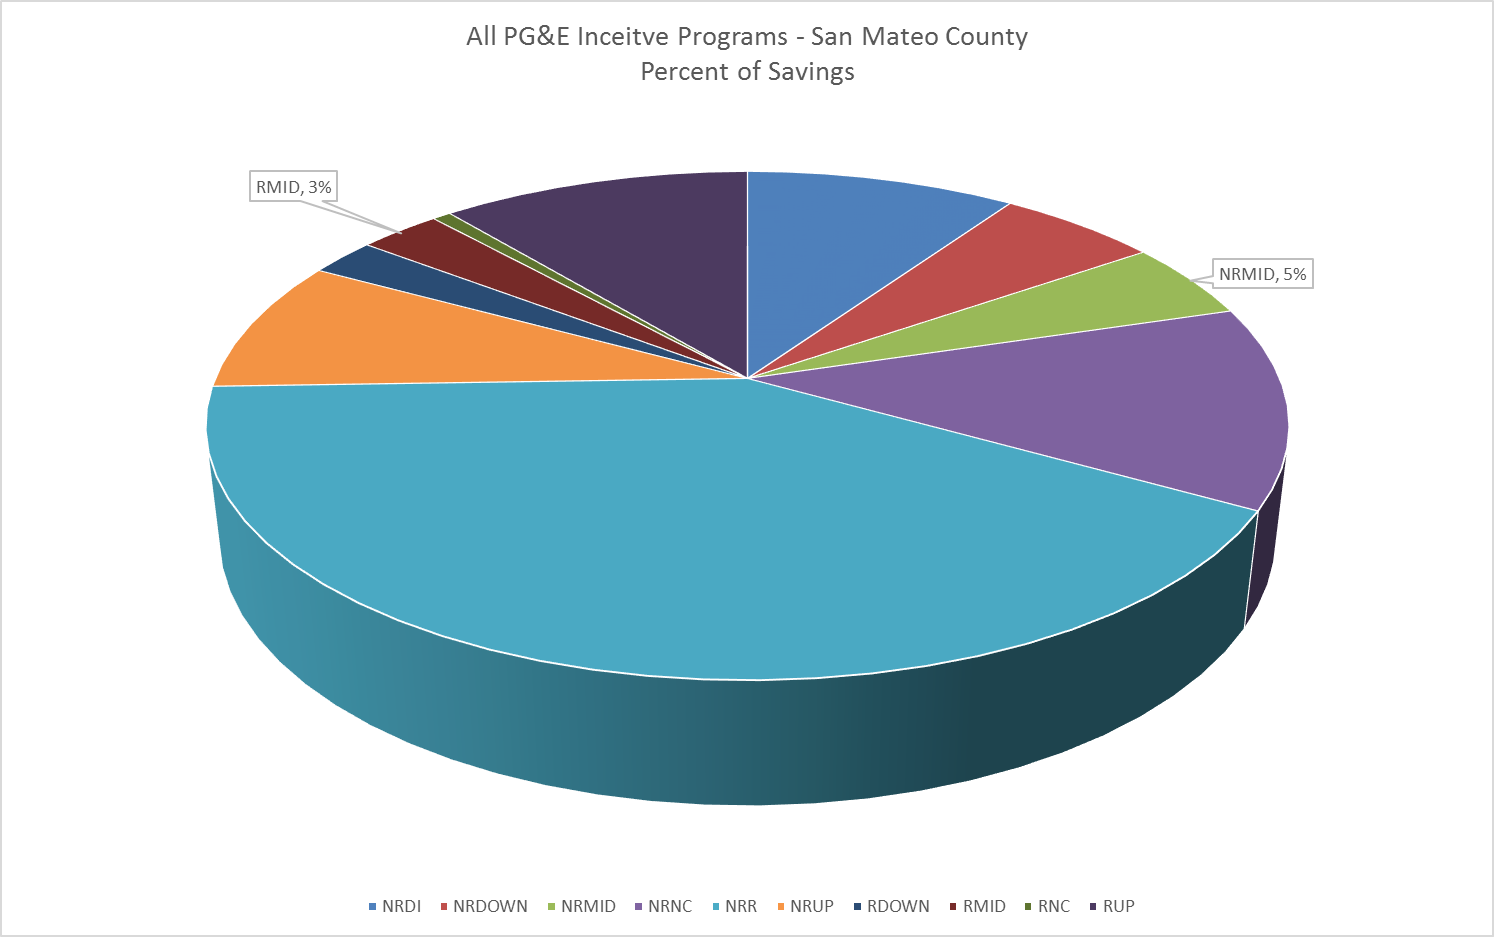 All PG&E Inceitve Programs - San Mateo County
Percent of Savings
RMID, 3%
NRMID, 5%
NRDI NRDOWN NRMID NRNC NRR NRUP RDOWN RMID RNC RUP